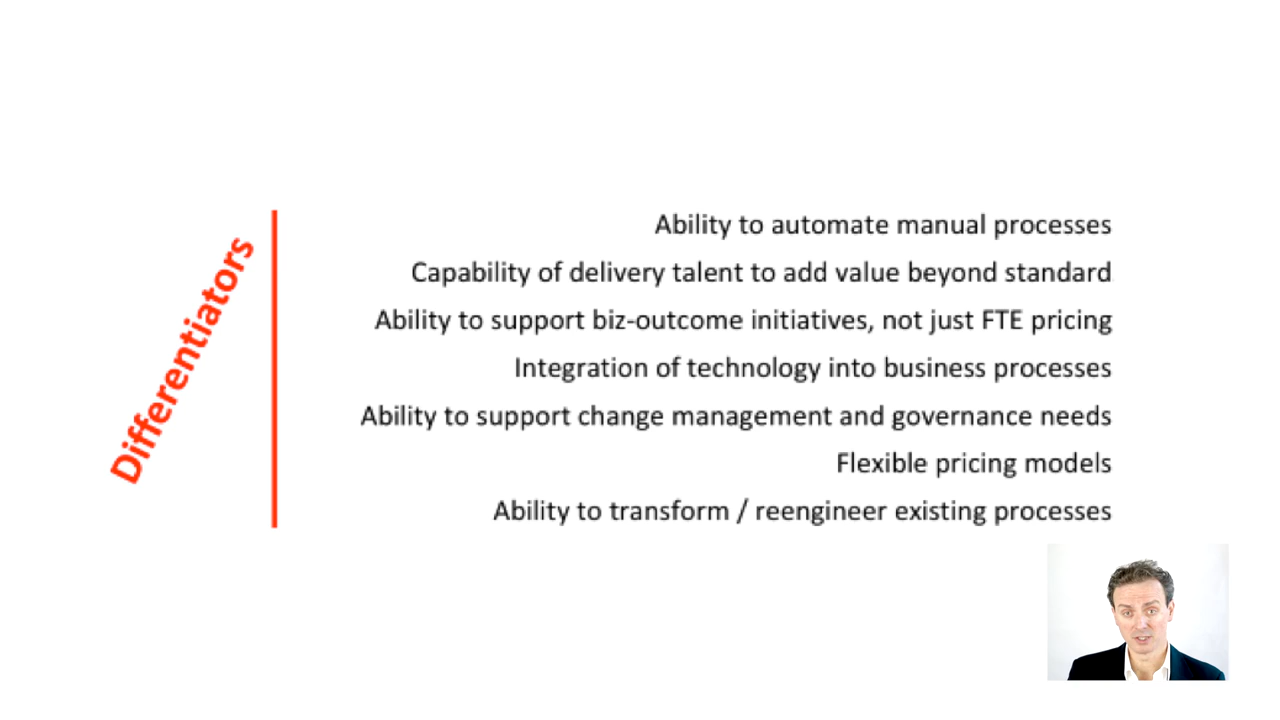 Differentiators
Ability to automate manual processes
Capability of delivery talent to add value beyond standard
Ability to support biz-outcome initiatives, not just FTE pricing
Integration of technology into business processes
Ability to support change management and governance needs
Flexible pricing models
Ability to transform / reengineer existing processes